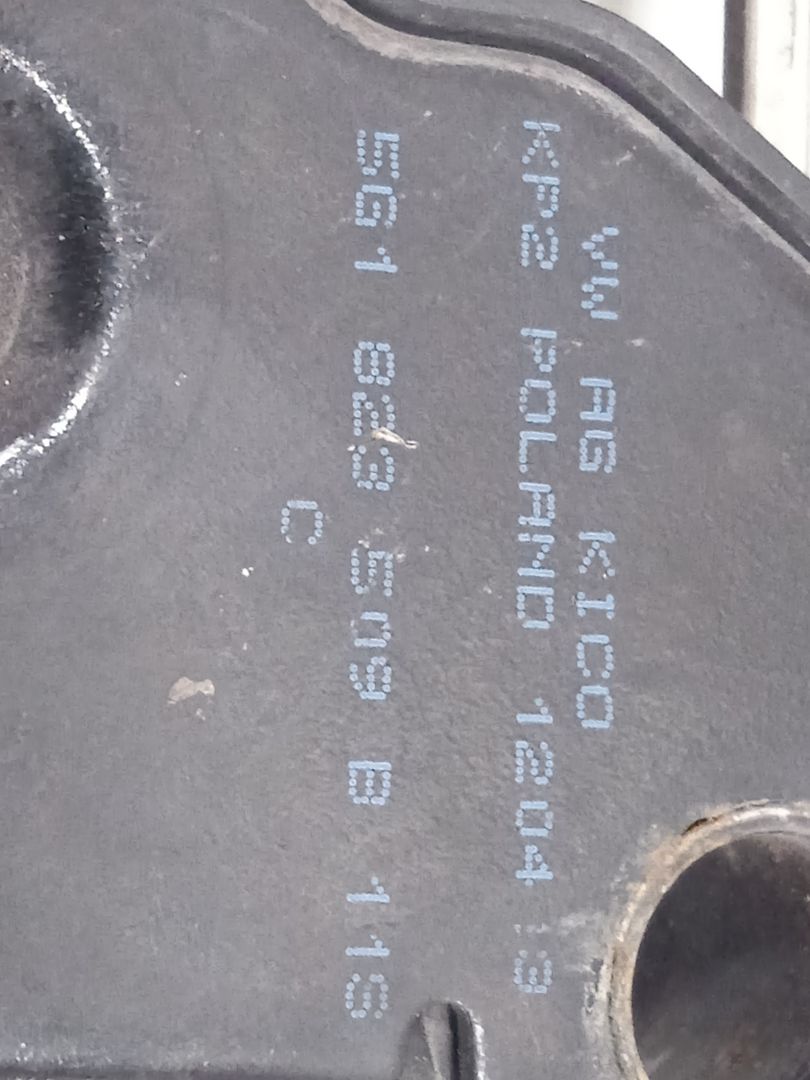 VW AG KICO
KP2 POLAND 1204 13
5G1 823 509 B 11S
C